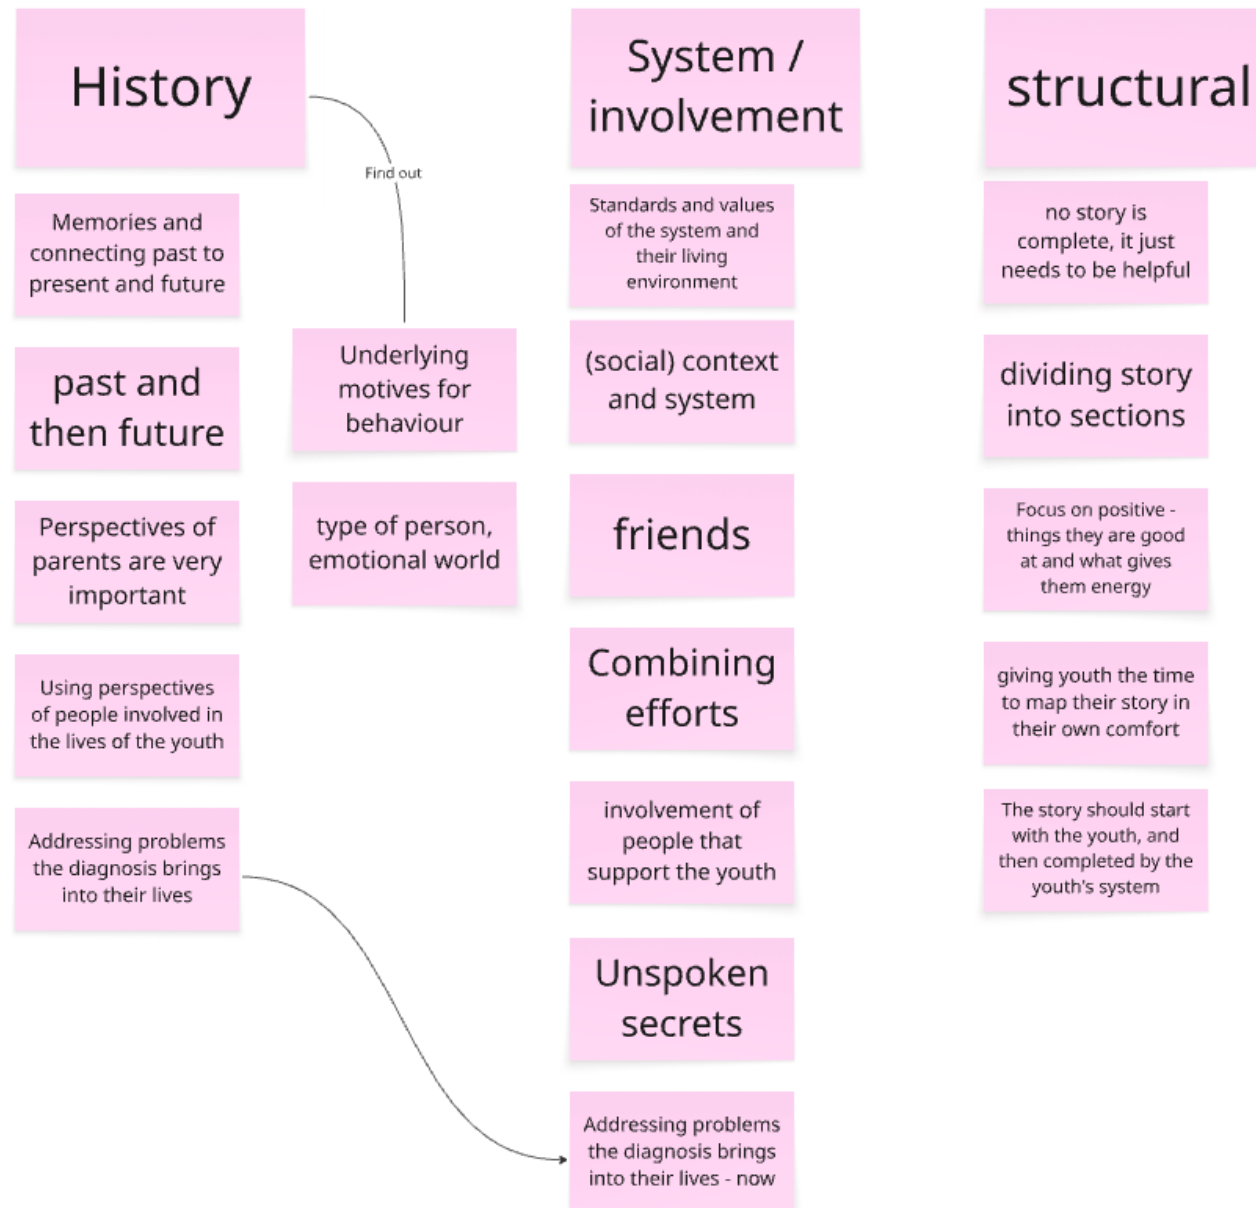 History
Find out
Memories and
connecting past to
present and future
past and
then future
Perspectives of
parents are very
important
Using perspectives
of people involved in
the lives of the youth
Addressing problems
the diagnosis brings
into their lives
Underlying
motives for
behaviour
type of person,
emotional world
System /
involvement
Standards and values
of the system and
their living
environment
(social) context
and system
friends
Combining
efforts
involvement of
people that
support the youth
Unspoken
secrets
Addressing problems
the diagnosis brings
into their lives - now
structural
no story is
complete, it just
needs to be helpful
dividing story
into sections
Focus on positive -
things they are good
at and what gives
them energy
giving youth the time
to map their story in
their own comfort
The story should start
with the youth, and
then completed by the
youth's system